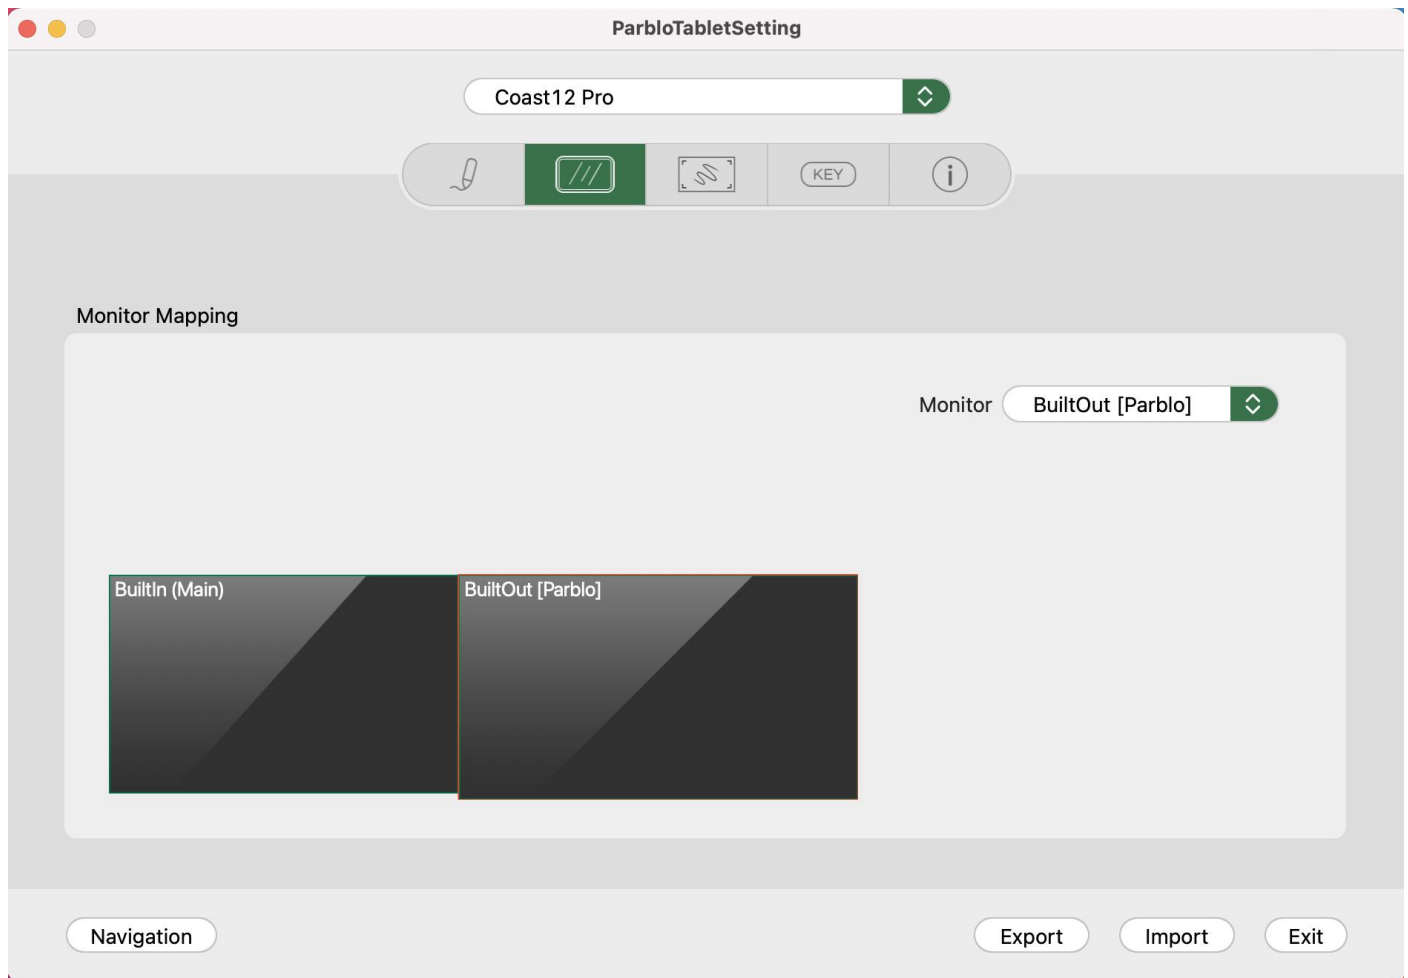 ParbloTabletSetting
Coast12 Pro
KEY
i
Monitor Mapping
Monitor BuiltOut [Parblo]
BuiltIn (Main) BuiltOut [Parblo]
Navigation Export Import Exit